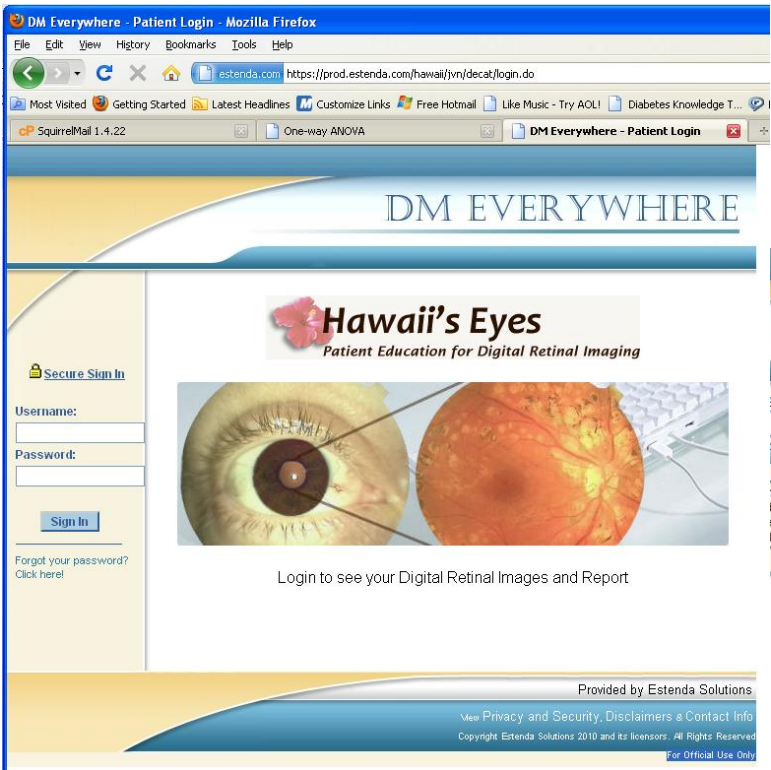 DM Everywhere - Patient Login - Mozilla Firefox
File Edit View History Bookmarks Tools Help
estenda.com https://prod.estenda.com/hawaii/jvn/decat/login.do
Most Visited Getting Started Latest Headlines Customize Links Free Hotmail Like Music - Try AOL! Diabetes Knowledge T...
cP SquirrelMail 1.4.22 One-way ANOVA DM Everywhere - Patient Login
DM EVERYWHERE
Hawaii's Eyes
Patient Education for Digital Retinal Imaging
Secure Sign In
Username:
Password:
Sign In
Forgot your password?
Click here!
Login to see your Digital Retinal Images and Report
Provided by Estenda Solutions
View Privacy and Security, Disclaimers & Contact Info
Copyright Estenda Solutions 2010 and its licensors. All Rights Reserved
For Official Use Only